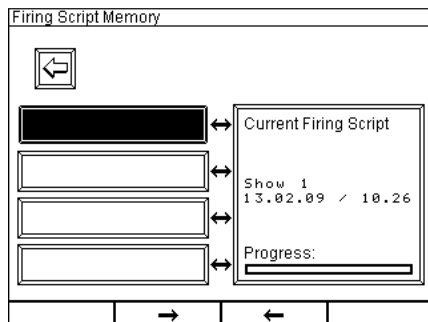 Firing Script Memory
Current Firing Script
Show 1
13.02.09 / 10.26
Progress: